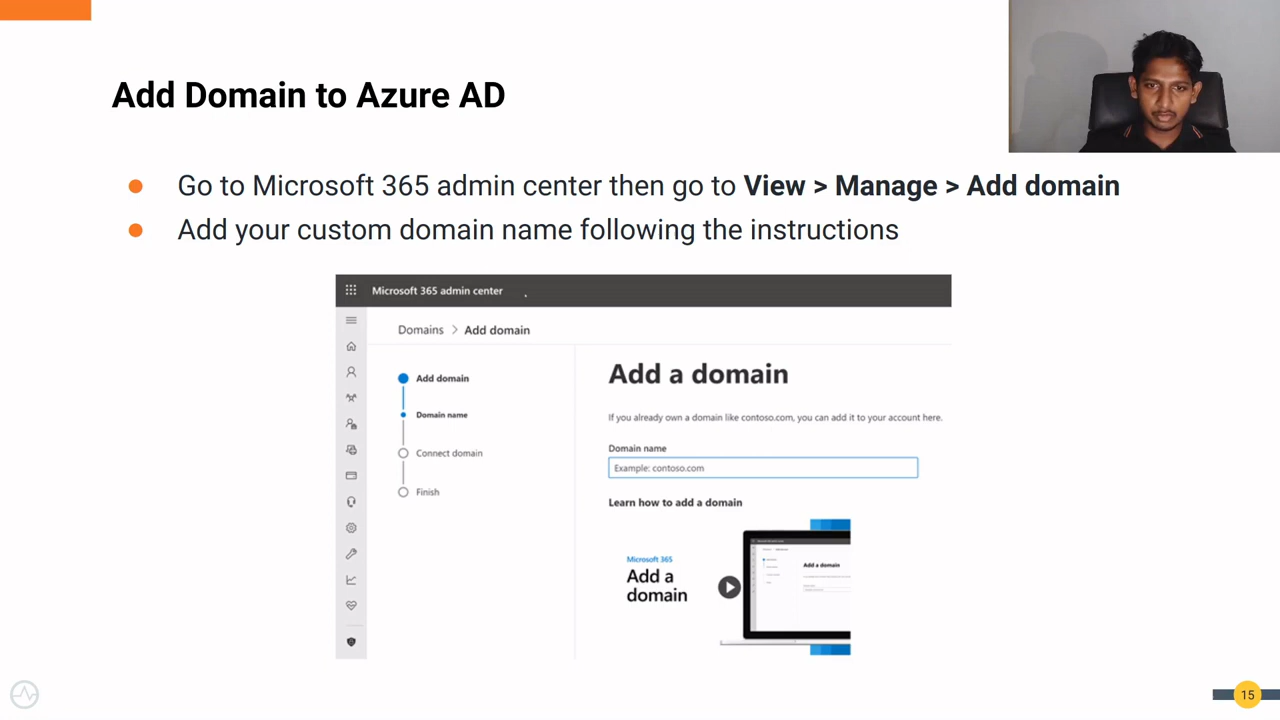 Add Domain to Azure AD
● Go to Microsoft 365 admin center then go to View > Manage > Add domain
● Add your custom domain name following the instructions
Microsoft 365 admin center
Domains > Add domain
Add domain
Domain name
Connect domain
Finish
Add a domain
If you already own a domain like contoso.com, you can add it to your account here.
Domain name
Example: contoso.com
Learn how to add a domain
Microsoft 365
Add a
domain
Add a domain
15